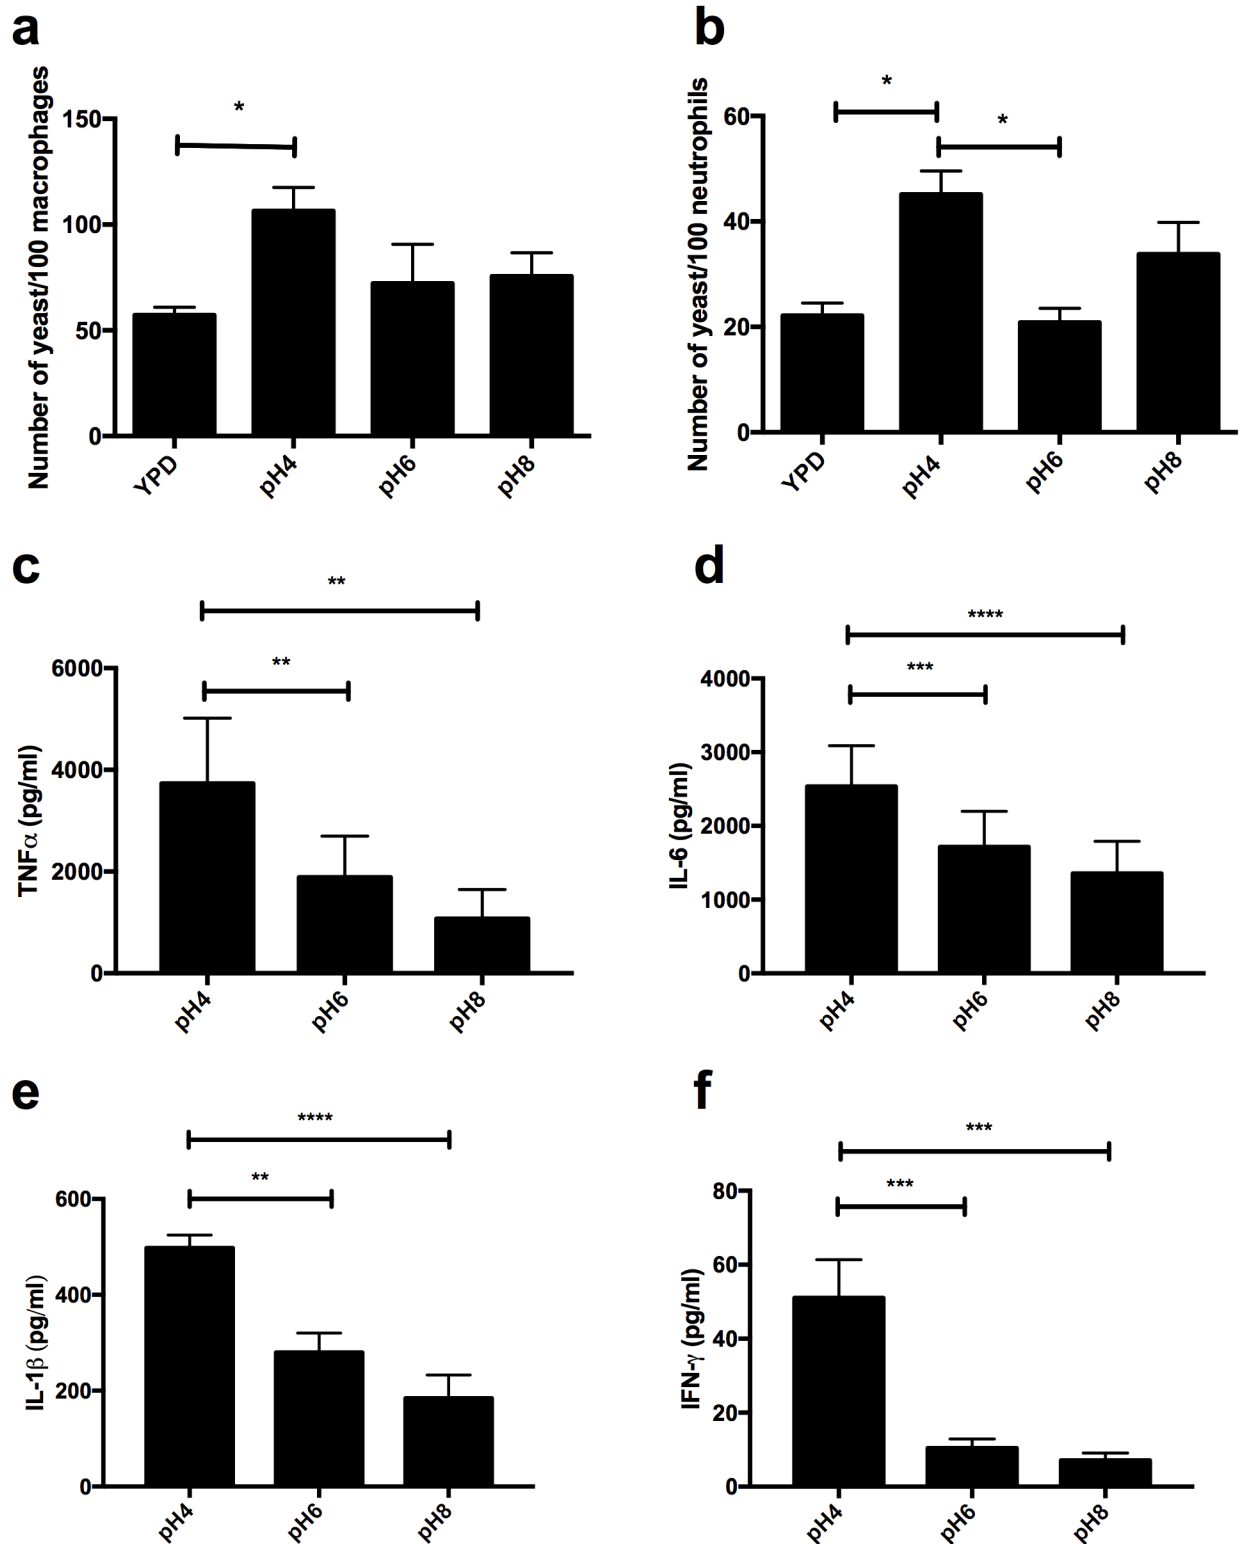 a
Number of yeast/100 macrophages
*
150
100
50
0
YPD
pH4
pH6
pH8
b
Number of yeast/100 neutrophils
*
*
60
40
20
0
YPD
pH4
pH6
pH8
c
TNFα (pg/ml)
**
**
6000
4000
2000
0
pH4
pH6
pH8
d
IL-6 (pg/ml)
****
***
4000
3000
2000
1000
0
pH4
pH6
pH8
e
IL-1β (pg/ml)
****
**
600
400
200
0
pH4
pH6
pH8
f
IFN-γ (pg/ml)
***
***
80
60
40
20
0
pH4
pH6
pH8